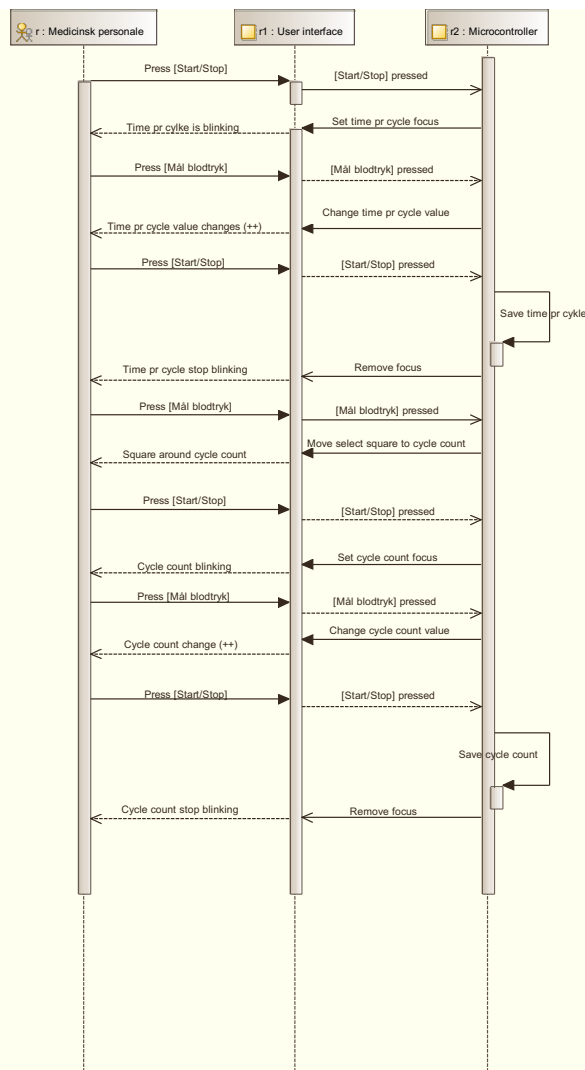 r : Medicinsk personale
r1 : User interface
r2 : Microcontroller
Press [Start/Stop]
[Start/Stop] pressed
Set time pr cycle focus
Time pr cylke is blinking
Press [Mål blodtryk]
[Mål blodtryk] pressed
Change time pr cycle value
Time pr cycle value changes (++)
Press [Start/Stop]
[Start/Stop] pressed
Save time pr cykle
Remove focus
Time pr cycle stop blinking
Press [Mål blodtryk]
[Mål blodtryk] pressed
Move select square to cycle count
Square around cycle count
Press [Start/Stop]
[Start/Stop] pressed
Set cycle count focus
Cycle count blinking
Press [Mål blodtryk]
[Mål blodtryk] pressed
Change cycle count value
Cycle count change (++)
Press [Start/Stop]
[Start/Stop] pressed
Save cycle count
Cycle count stop blinking
Remove focus